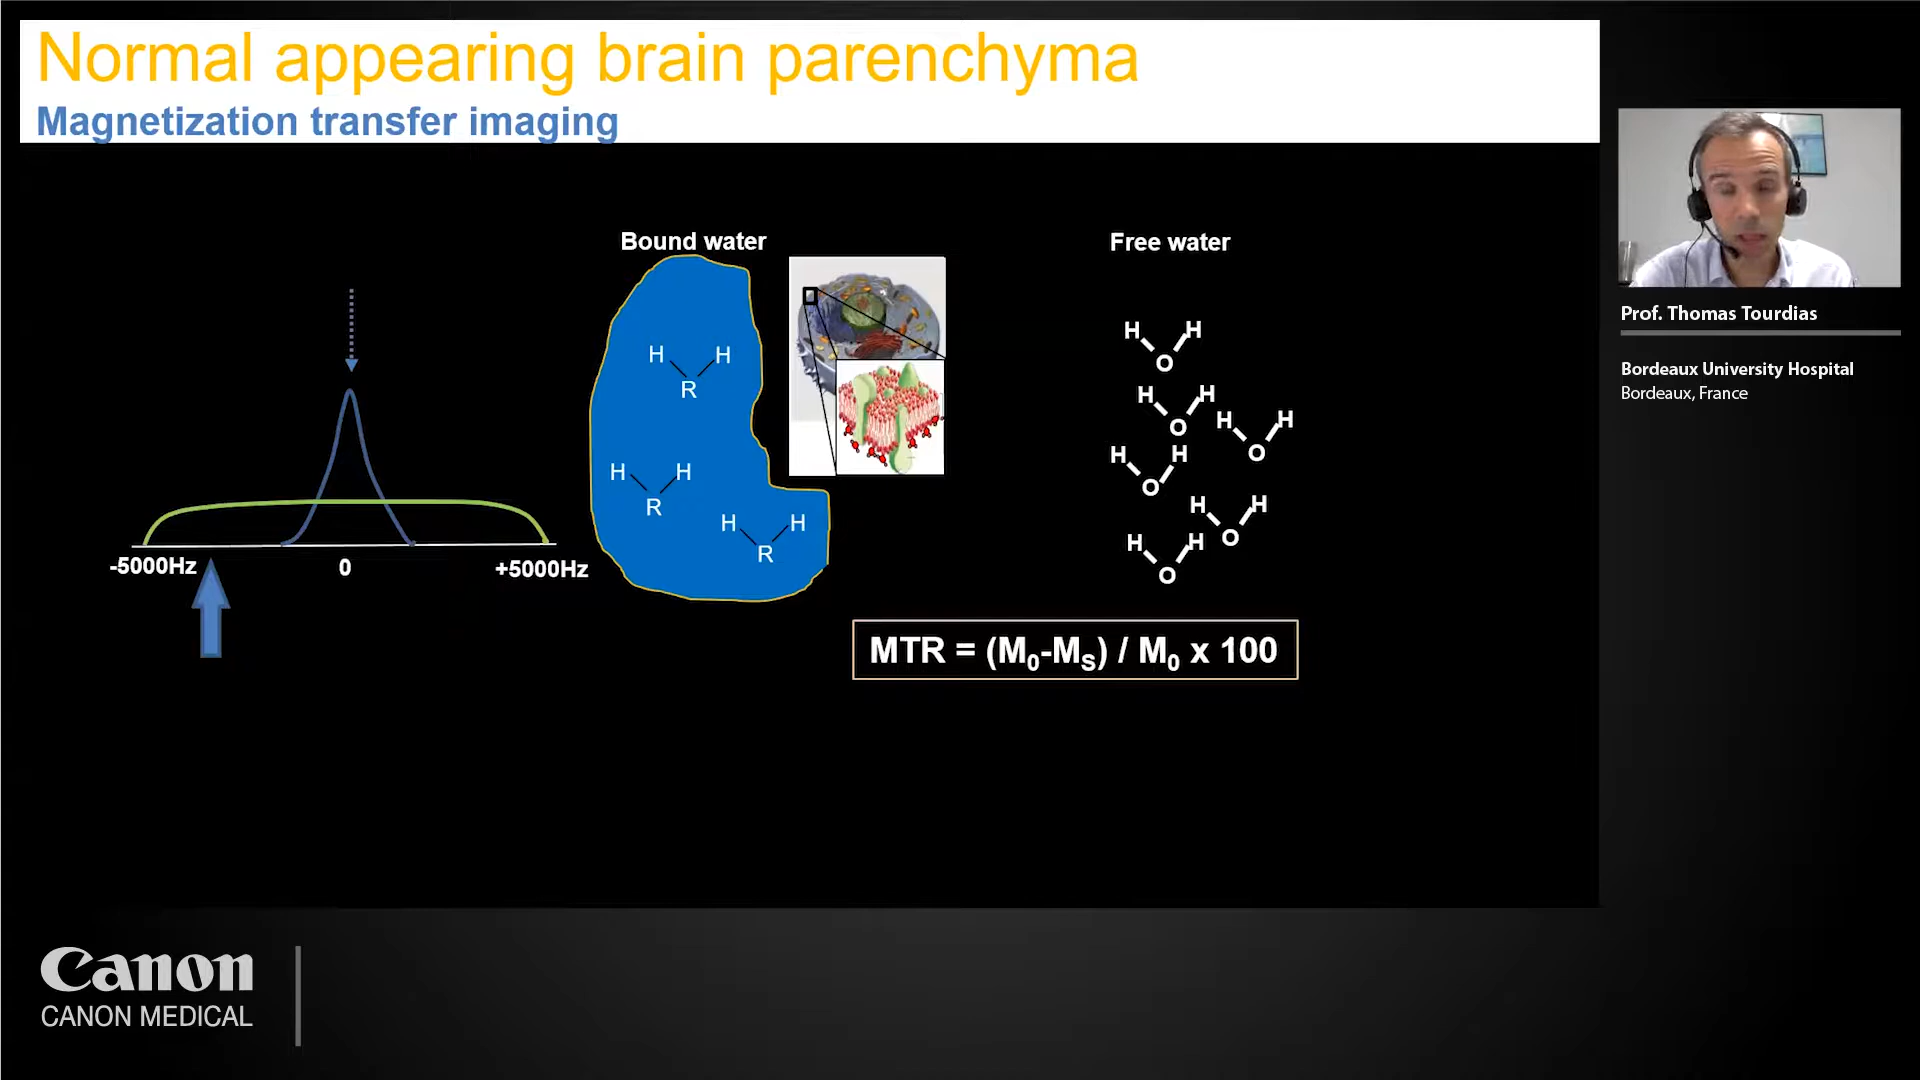 Normal appearing brain parenchyma
Magnetization transfer imaging
Bound water
Free water
H H
R
H H
R
H H
R
H H
O
H H
O
H H
O
H H
O
H H
O
H H
O
-5000Hz 0 +5000Hz
MTR = (M₀-Mₛ) / M₀ x 100
Prof. Thomas Tourdias
Bordeaux University Hospital
Bordeaux, France
Canon
CANON MEDICAL